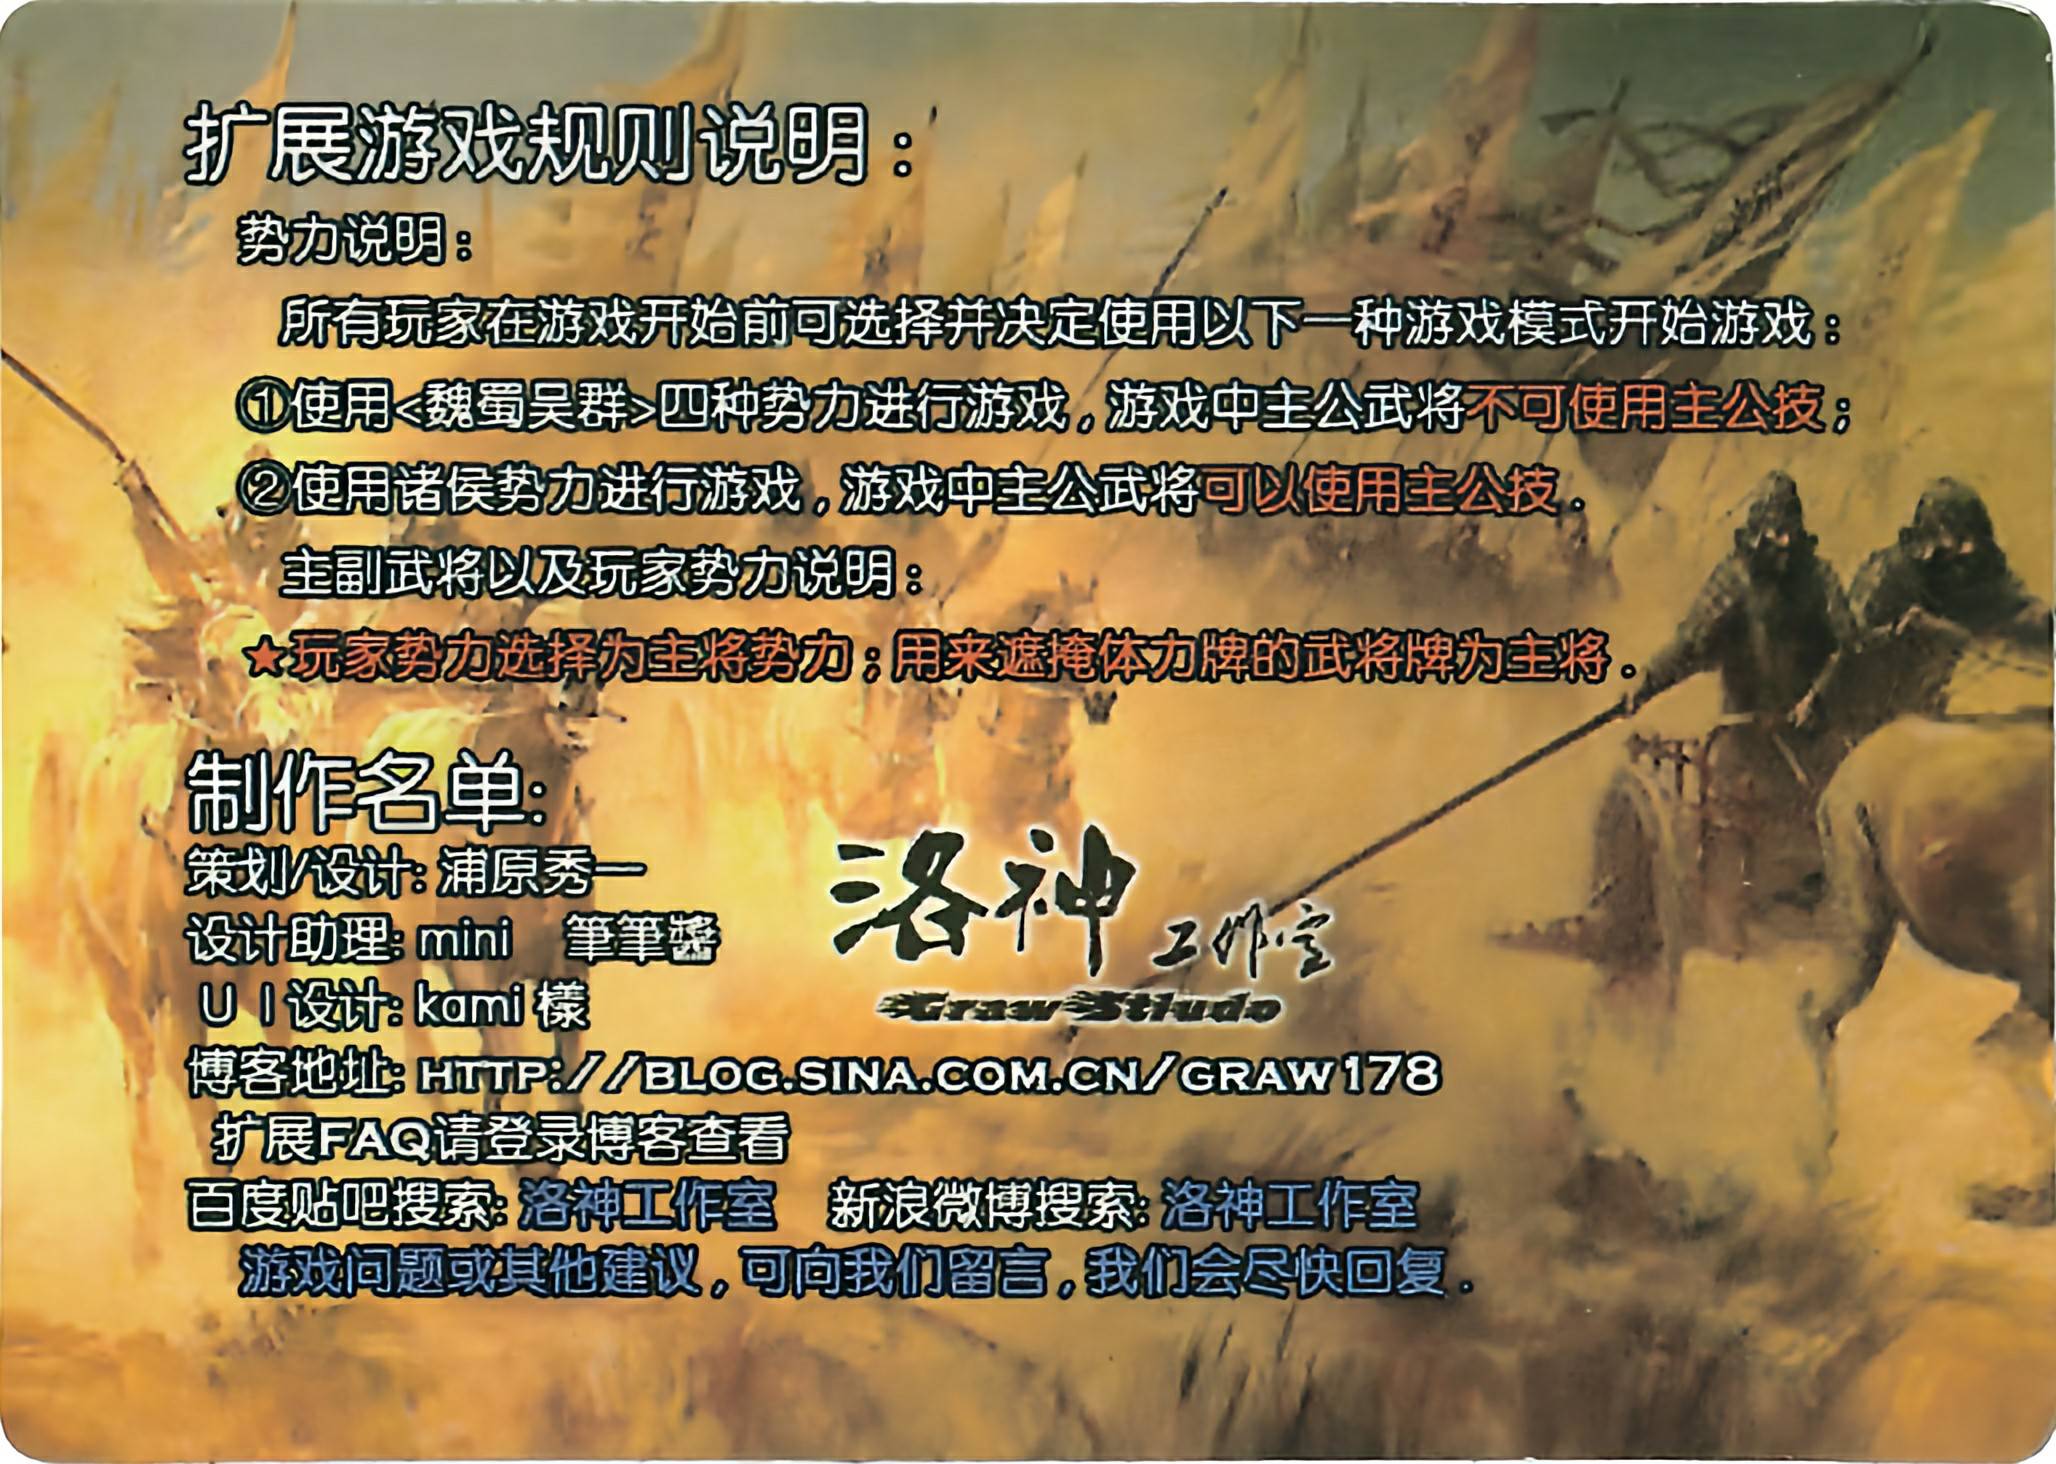 扩展游戏规则说明：
势力说明：
所有玩家在游戏开始前可选择并决定使用以下一种游戏模式开始游戏：
①使用<魏蜀吴群>四种势力进行游戏，游戏中主公武将不可使用主公技；
②使用诸侯势力进行游戏，游戏中主公武将可以使用主公技．
主副武将以及玩家势力说明：
★玩家势力选择为主将势力；用来遮掩体力牌的武将牌为主将．
制作名单:
策划/设计: 浦原秀一
设计助理: mini 筆筆醬
UI设计: kami樣
洛神工作室
Graw Stiudo
博客地址: HTTP://BLOG.SINA.COM.CN/GRAW178
扩展FAQ请登录博客查看
百度贴吧搜索: 洛神工作室 新浪微博搜索: 洛神工作室
游戏问题或其他建议，可向我们留言，我们会尽快回复．